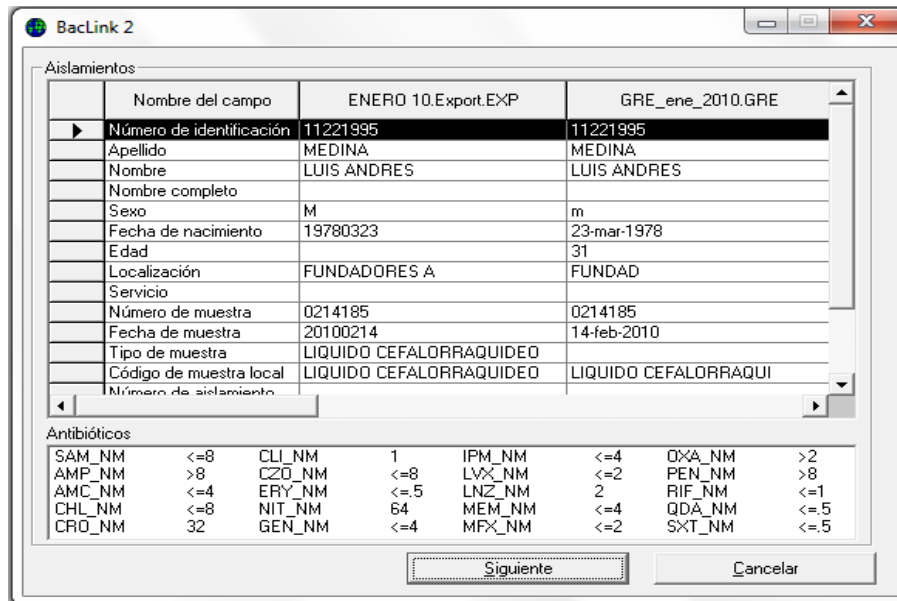 BacLink 2
Aislamientos
Nombre del campo ENERO 10.Export.EXP GRE_ene_2010.GRE
Número de identificación 11221995 11221995
Apellido MEDINA MEDINA
Nombre LUIS ANDRES LUIS ANDRES
Nombre completo
Sexo M m
Fecha de nacimiento 19780323 23-mar-1978
Edad 31
Localización FUNDADORES A FUNDAD
Servicio
Número de muestra 0214185 0214185
Fecha de muestra 20100214 14-feb-2010
Tipo de muestra LIQUIDO CEFALORRAQUIDEO
Código de muestra local LIQUIDO CEFALORRAQUIDEO LIQUIDO CEFALORRAQUI
Número de aislamiento
Antibióticos
SAM_NM <=8 CLI_NM 1 IPM_NM <=4 OXA_NM >2
AMP_NM >8 CZO_NM <=8 LVX_NM <=2 PEN_NM >8
AMC_NM <=4 ERY_NM <=.5 LNZ_NM 2 RIF_NM <=1
CHL_NM <=8 NIT_NM 64 MEM_NM <=4 QDA_NM <=.5
CRO_NM 32 GEN_NM <=4 MFX_NM <=2 SXT_NM <=.5
Siguiente Cancelar